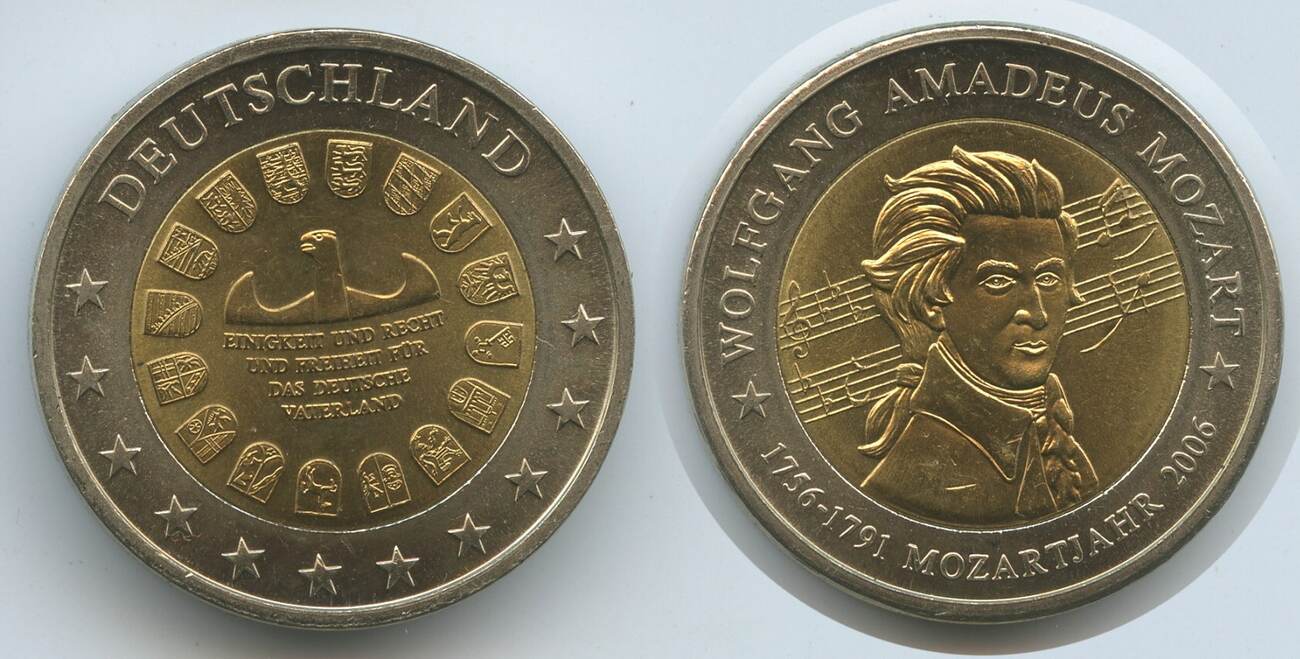 DEUTSCHLAND
EINIGKEIT UND RECHT
UND FREIHEIT FÜR
DAS DEUTSCHE
VATERLAND
WOLFGANG AMADEUS MOZART
1756-1791 MOZARTJAHR 2006